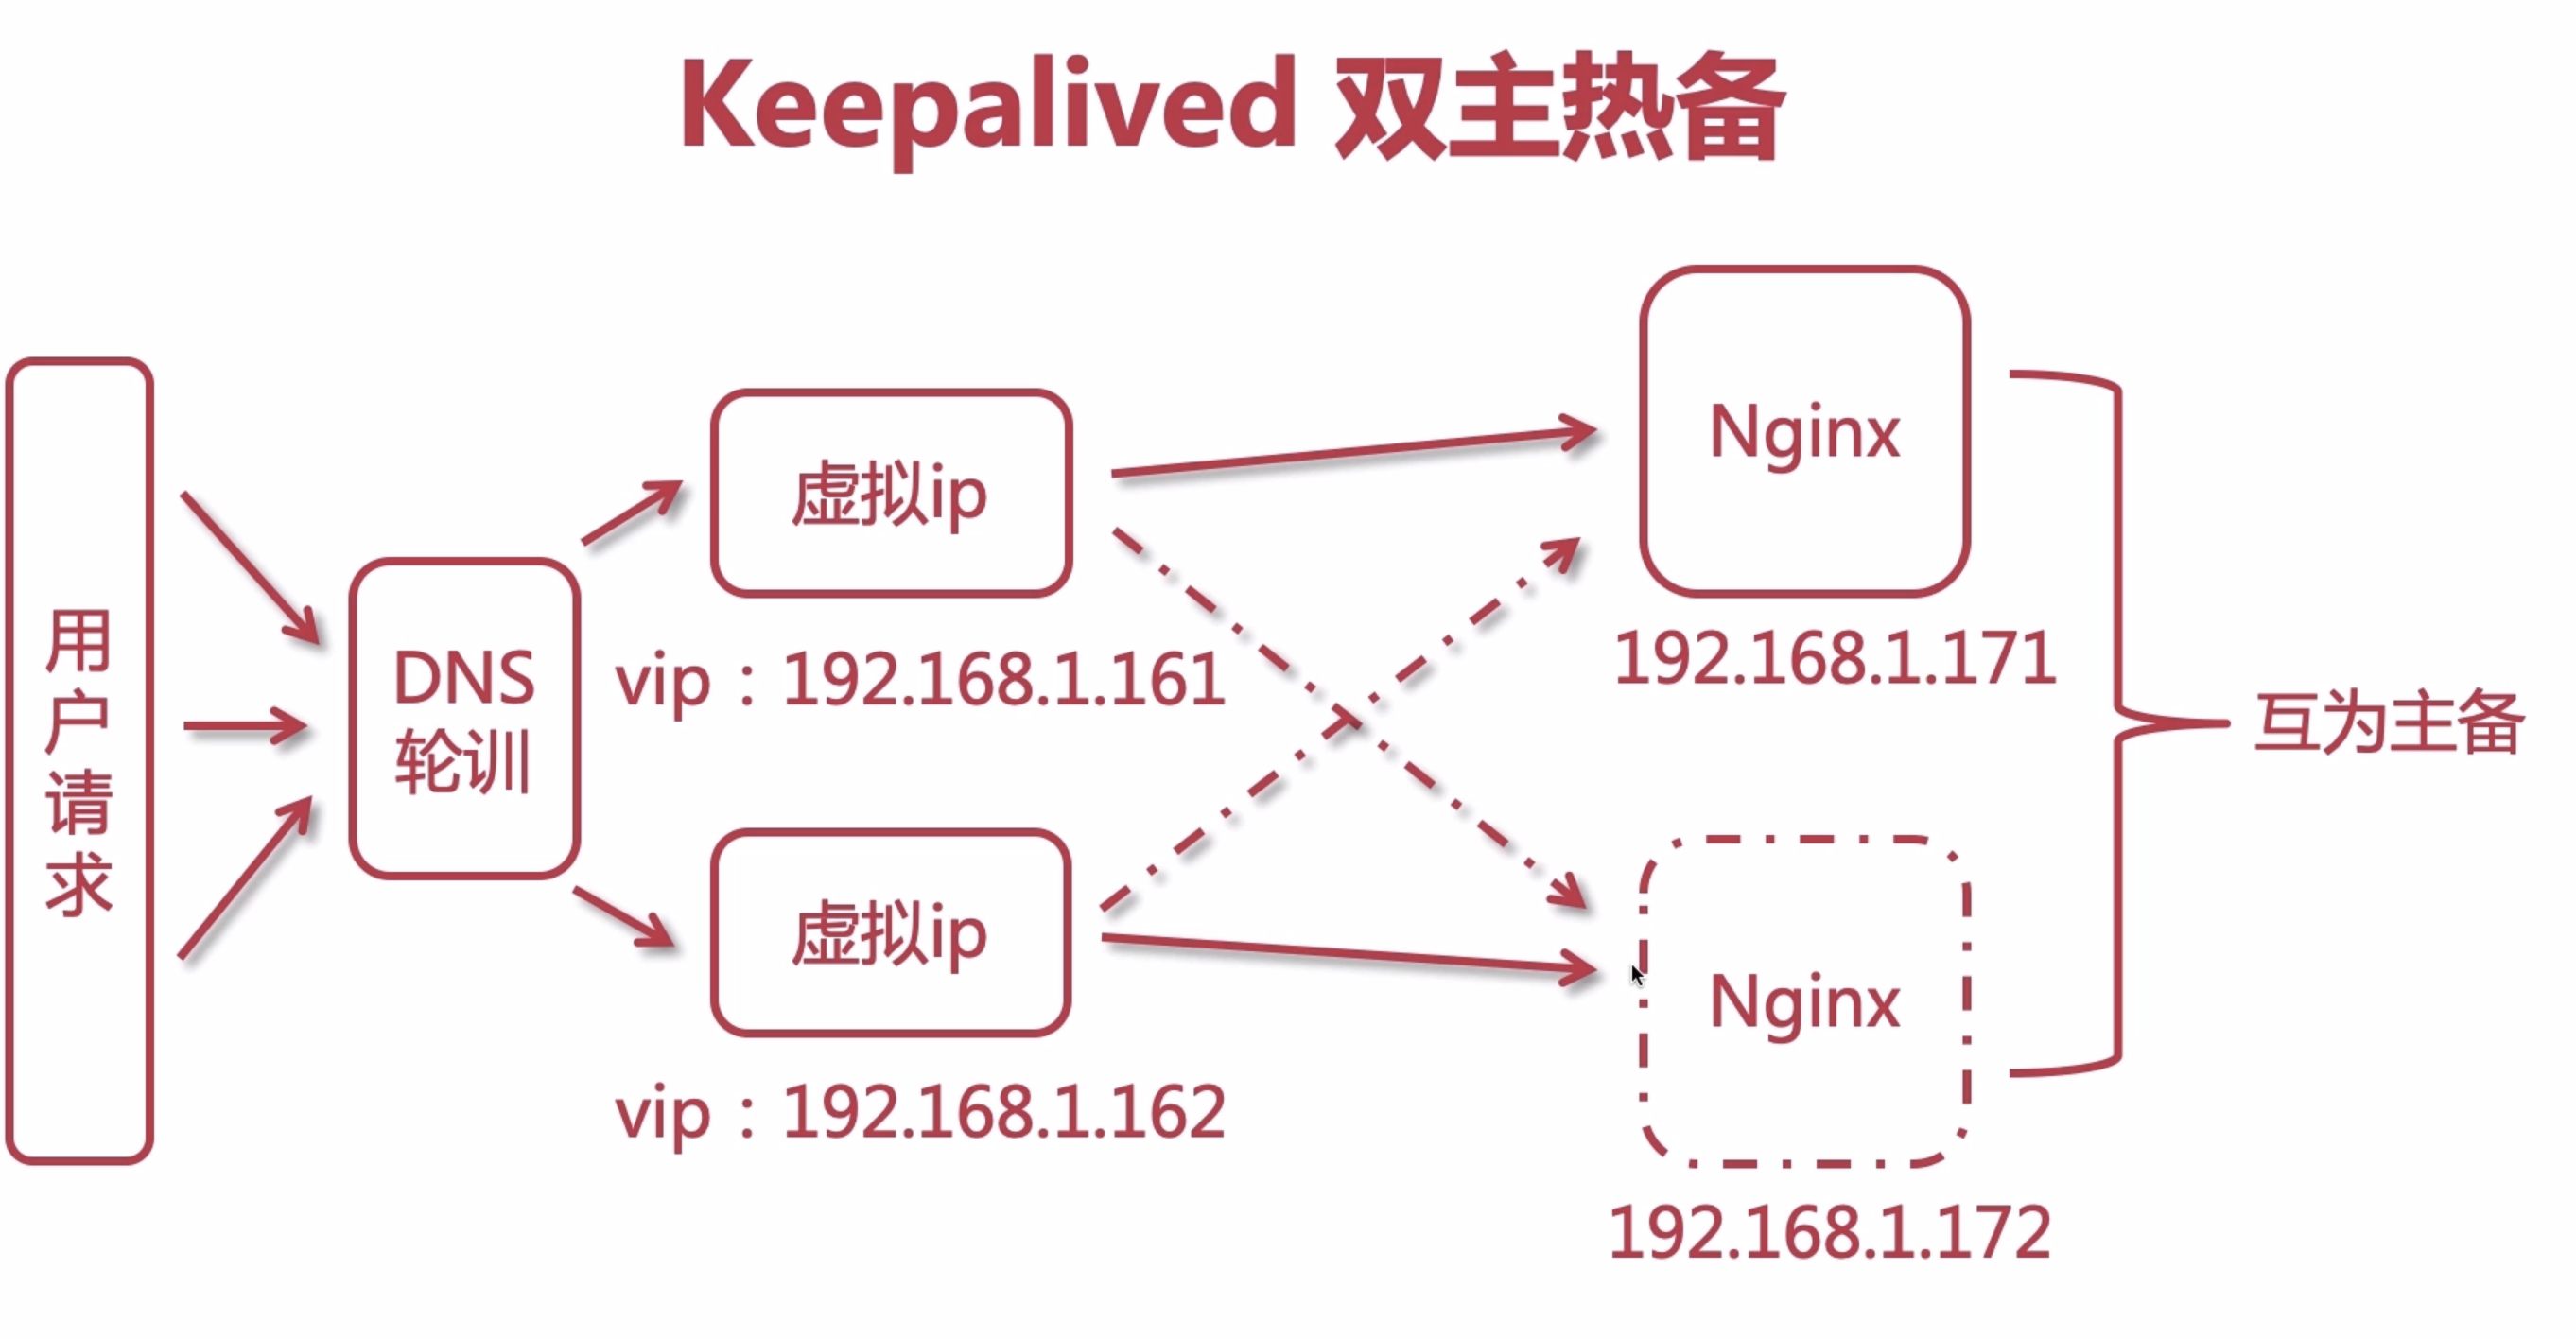 Keepalived 双主热备
用户请求
DNS
轮训
虚拟ip
vip：192.168.1.161
虚拟ip
vip：192.168.1.162
Nginx
192.168.1.171
Nginx
192.168.1.172
互为主备